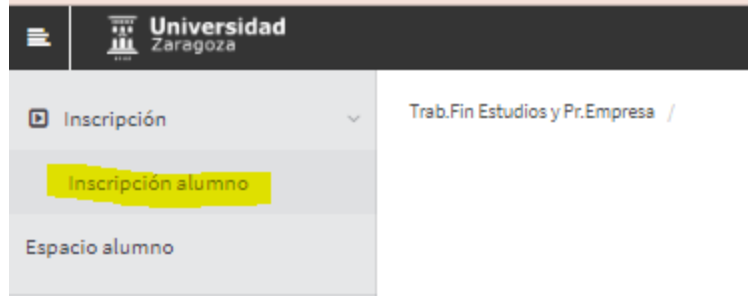 Universidad
Zaragoza
Inscripción
Trab.Fin Estudios y Pr.Empresa /
Inscripción alumno
Espacio alumno